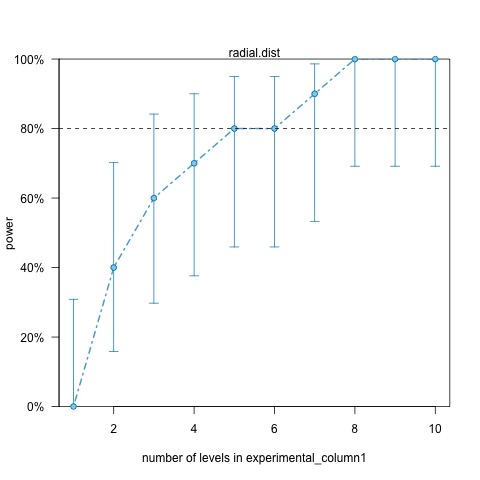 radial.dist
100%
80%
60%
40%
20%
0%
power
2 4 6 8 10
number of levels in experimental_column1